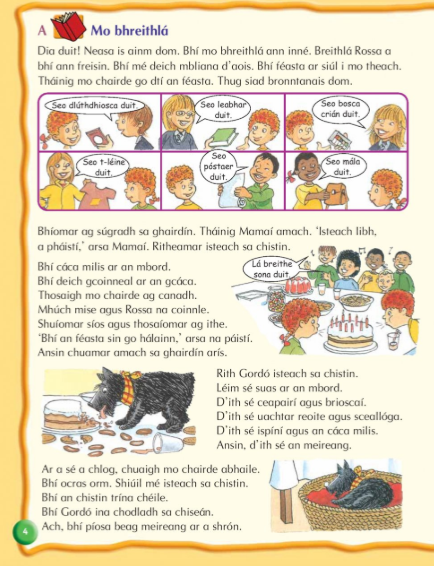 A Mo bhreithlá
Dia duit! Neasa is ainm dom. Bhí mo bhreithlá ann inné. Breithlá Rossa a
bhí ann freisin. Bhí mé deich mbliana d'aois. Bhí féasta ar siúl i mo theach.
Tháinig mo chairde go dtí an féasta. Thug siad bronntanais dom.
Seo dlúthdhiosca duit.
Seo leabhar
duit.
Seo bosca
crián duit.
Seo t-léine
duit.
Seo
póstaer
duit.
Seo mála
duit.
Bhíomar ag súgradh sa ghairdín. Tháinig Mamaí amach. 'Isteach libh,
a pháistí,' arsa Mamaí. Ritheamar isteach sa chistin.
Bhí cáca milis ar an mbord.
Bhí deich gcoinneal ar an gcáca.
Thosaigh mo chairde ag canadh.
Mhúch mise agus Rossa na coinnle.
Shuíomar síos agus thosaíomar ag ithe.
'Bhí an féasta sin go hálainn,' arsa na páistí.
Ansin chuamar amach sa ghairdín arís.
Lá breithe
sona duit.
Rith Gordó isteach sa chistin.
Léim sé suas ar an mbord.
D'ith sé ceapairí agus brioscaí.
D'ith sé uachtar reoite agus sceallóga.
D'ith sé ispíní agus an cáca milis.
Ansin, d'ith sé an meireang.
Ar a sé a chlog, chuaigh mo chairde abhaile.
Bhí ocras orm. Shiúil mé isteach sa chistin.
Bhí an chistin trína chéile.
Bhí Gordó ina chodladh sa chiseán.
Ach, bhí píosa beag meireang ar a shrón.
4